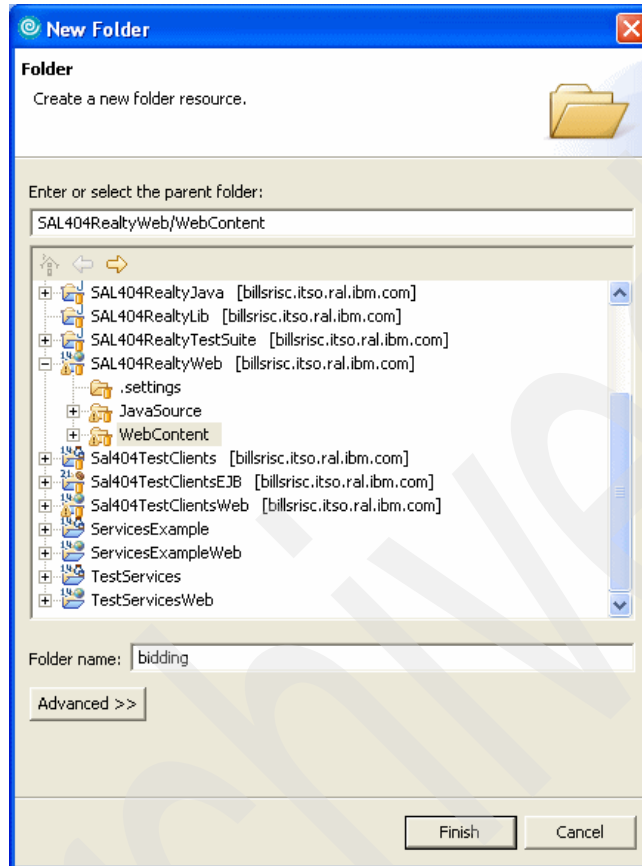 New Folder
Folder
Create a new folder resource.
Enter or select the parent folder:
SAL404RealtyWeb/WebContent
SAL404RealtyJava [billsrisc.itso.ral.ibm.com]
SAL404RealtyLib [billsrisc.itso.ral.ibm.com]
SAL404RealtyTestSuite [billsrisc.itso.ral.ibm.com]
SAL404RealtyWeb [billsrisc.itso.ral.ibm.com]
.settings
JavaSource
WebContent
Sal404TestClients [billsrisc.itso.ral.ibm.com]
Sal404TestClientsEJB [billsrisc.itso.ral.ibm.com]
Sal404TestClientsWeb [billsrisc.itso.ral.ibm.com]
ServicesExample
ServicesExampleWeb
TestServices
TestServicesWeb
Folder name: bidding
Advanced >>
Finish Cancel